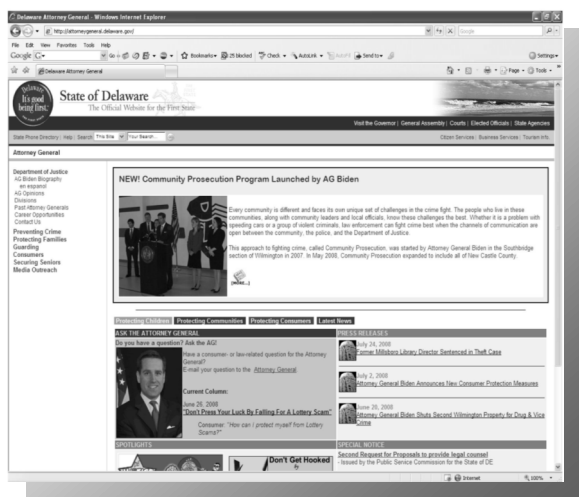 Delaware Attorney General - Windows Internet Explorer
http://attorneygeneral.delaware.gov/
Google
File Edit View Favorites Tools Help
Google G Go Bookmarks 25 blocked Check AutoLink Send to Settings
Delaware Attorney General
Page Tools
Delaware
It's good being first.
State of Delaware
The Official Website for the First State
Visit the Governor | General Assembly | Courts | Elected Officials | State Agencies
State Phone Directory | Help | Search This Site Your Search...
Citizen Services | Business Services | Tourism Info.
Attorney General
Department of Justice
AG Biden Biography
en espanol
AG Opinions
Divisions
Past Attorney Generals
Career Opportunities
Contact Us
Preventing Crime
Protecting Families
Guarding
Consumers
Securing Seniors
Media Outreach
NEW! Community Prosecution Program Launched by AG Biden
Every community is different and faces its own unique set of challenges in the crime fight. The people who live in these
communities, along with community leaders and local officials, know these challenges the best. Whether it is a problem with
speeding cars or a group of violent criminals, law enforcement can fight crime best when the channels of communication are
open between the community, the police, and the Department of Justice.
This approach to fighting crime, called Community Prosecution, was started by Attorney General Biden in the Southbridge
section of Wilmington in 2007. In May 2008, Community Prosecution expanded to include all of New Castle County.
[MORE...]
Protecting Children Protecting Communities Protecting Consumers Latest News
ASK THE ATTORNEY GENERAL
Do you have a question? Ask the AG!
Have a consumer- or law-related question for the Attorney
General?
E-mail your question to the Attorney General.
Current Column:
June 26, 2008
"Don't Press Your Luck By Falling For A Lottery Scam"
Consumer: "How can I protect myself from Lottery
Scams?"
PRESS RELEASES
July 24, 2008
Former Millsboro Library Director Sentenced in Theft Case
July 2, 2008
Attorney General Biden Announces New Consumer Protection Measures
June 20, 2008
Attorney General Biden Shuts Second Wilmington Property for Drug & Vice
Crime
SPOTLIGHTS
Don't Get Hooked
SPECIAL NOTICE
Second Request for Proposals to provide legal counsel
- Issued by the Public Service Commission for the State of DE.
Internet 100%